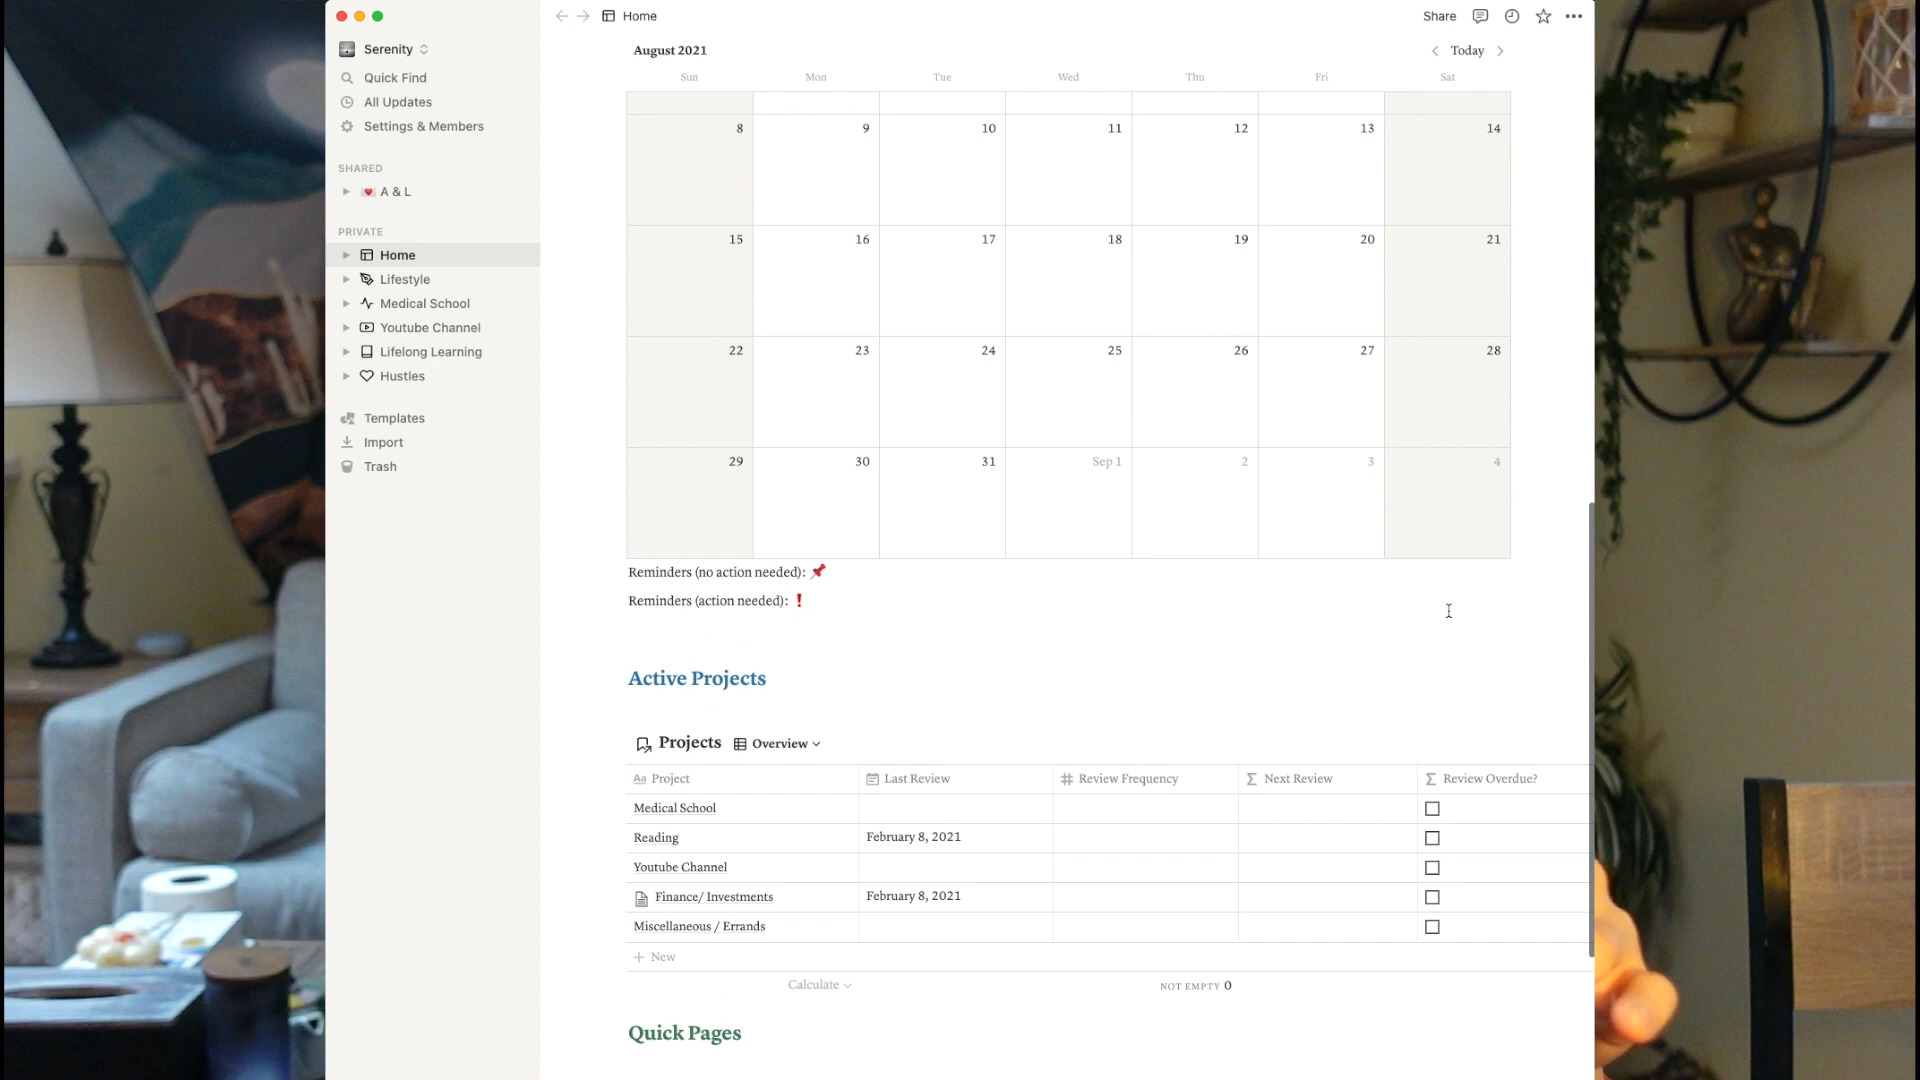 Home
Share
Serenity
Quick Find
All Updates
Settings & Members
SHARED
A & L
PRIVATE
Home
Lifestyle
Medical School
Youtube Channel
Lifelong Learning
Hustles
Templates
Import
Trash
August 2021
Today
Sun Mon Tue Wed Thu Fri Sat
8 9 10 11 12 13 14
15 16 17 18 19 20 21
22 23 24 25 26 27 28
29 30 31 Sep 1 2 3 4
Reminders (no action needed):
Reminders (action needed): ❗
Active Projects
Projects Overview
Aa Project Last Review # Review Frequency Σ Next Review Σ Review Overdue?
Medical School
Reading February 8, 2021
Youtube Channel
Finance/ Investments February 8, 2021
Miscellaneous / Errands
+ New
Calculate NOT EMPTY 0
Quick Pages